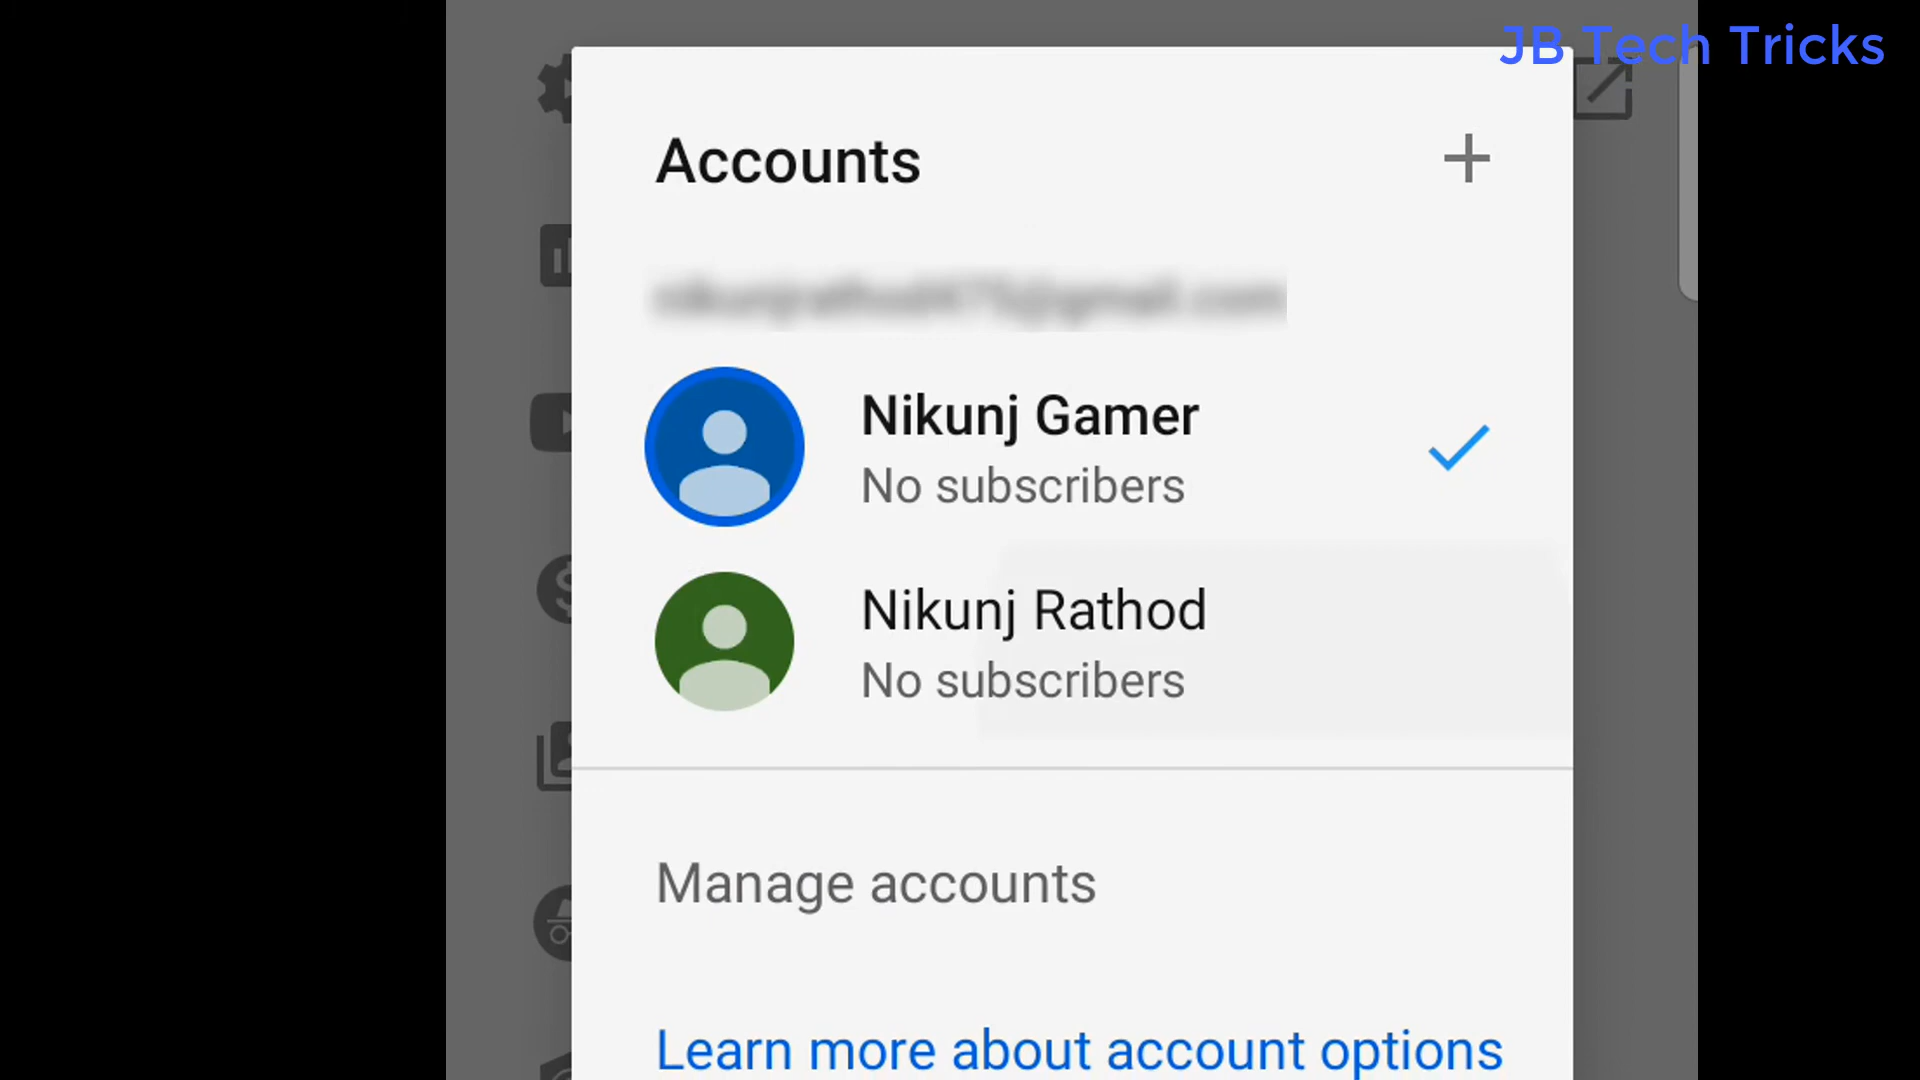 JB Tech Tricks
Accounts
Nikunj Gamer
No subscribers
Nikunj Rathod
No subscribers
Manage accounts
Learn more about account options